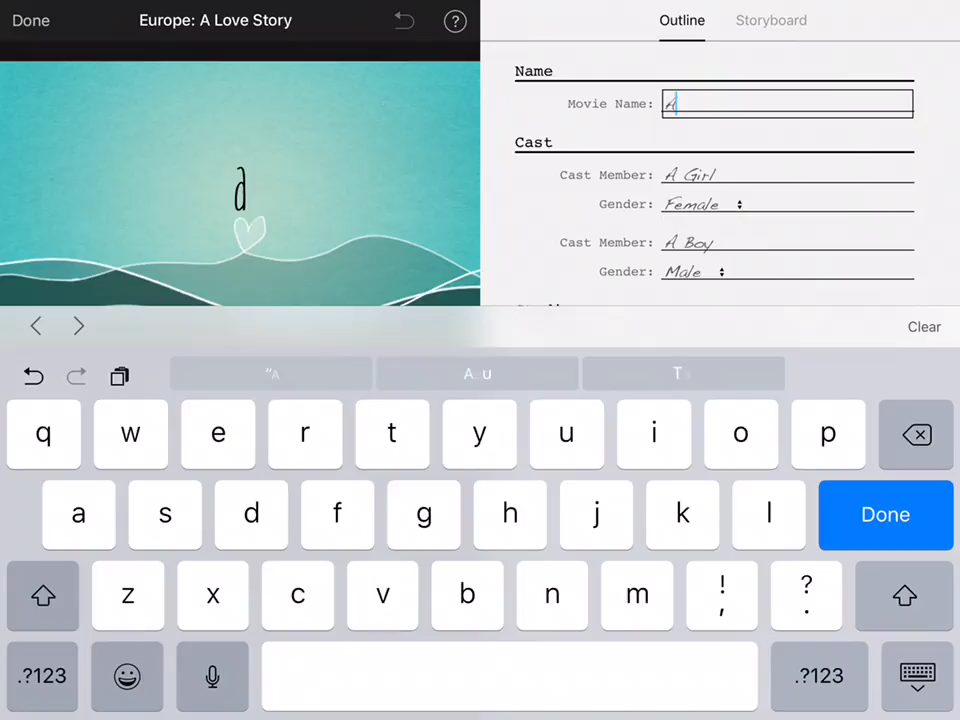 Done Europe: A Love Story ?
Outline Storyboard
a
Name
Movie Name: A
Cast
Cast Member: A Girl
Gender: Female
Cast Member: A Boy
Gender: Male
Clear
"A
q w e r t y u i o p
a s d f g h j k l Done
z x c v b n m ! , ? .
.?123 .?123